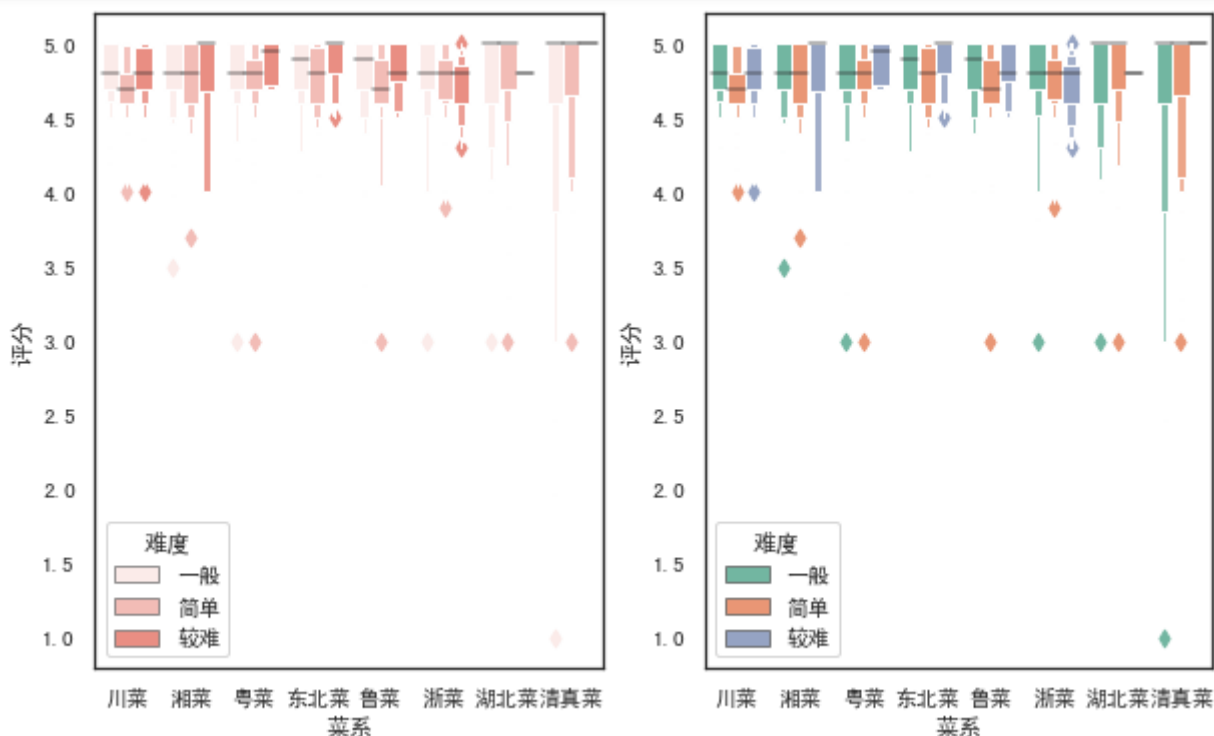 5.0
4.5
4.0
3.5
3.0
2.5
2.0
1.5
1.0
评分
难度
一般
简单
较难
川菜 湘菜 粤菜 东北菜 鲁菜 浙菜 湖北菜 清真菜
菜系
5.0
4.5
4.0
3.5
3.0
2.5
2.0
1.5
1.0
评分
难度
一般
简单
较难
川菜 湘菜 粤菜 东北菜 鲁菜 浙菜 湖北菜 清真菜
菜系